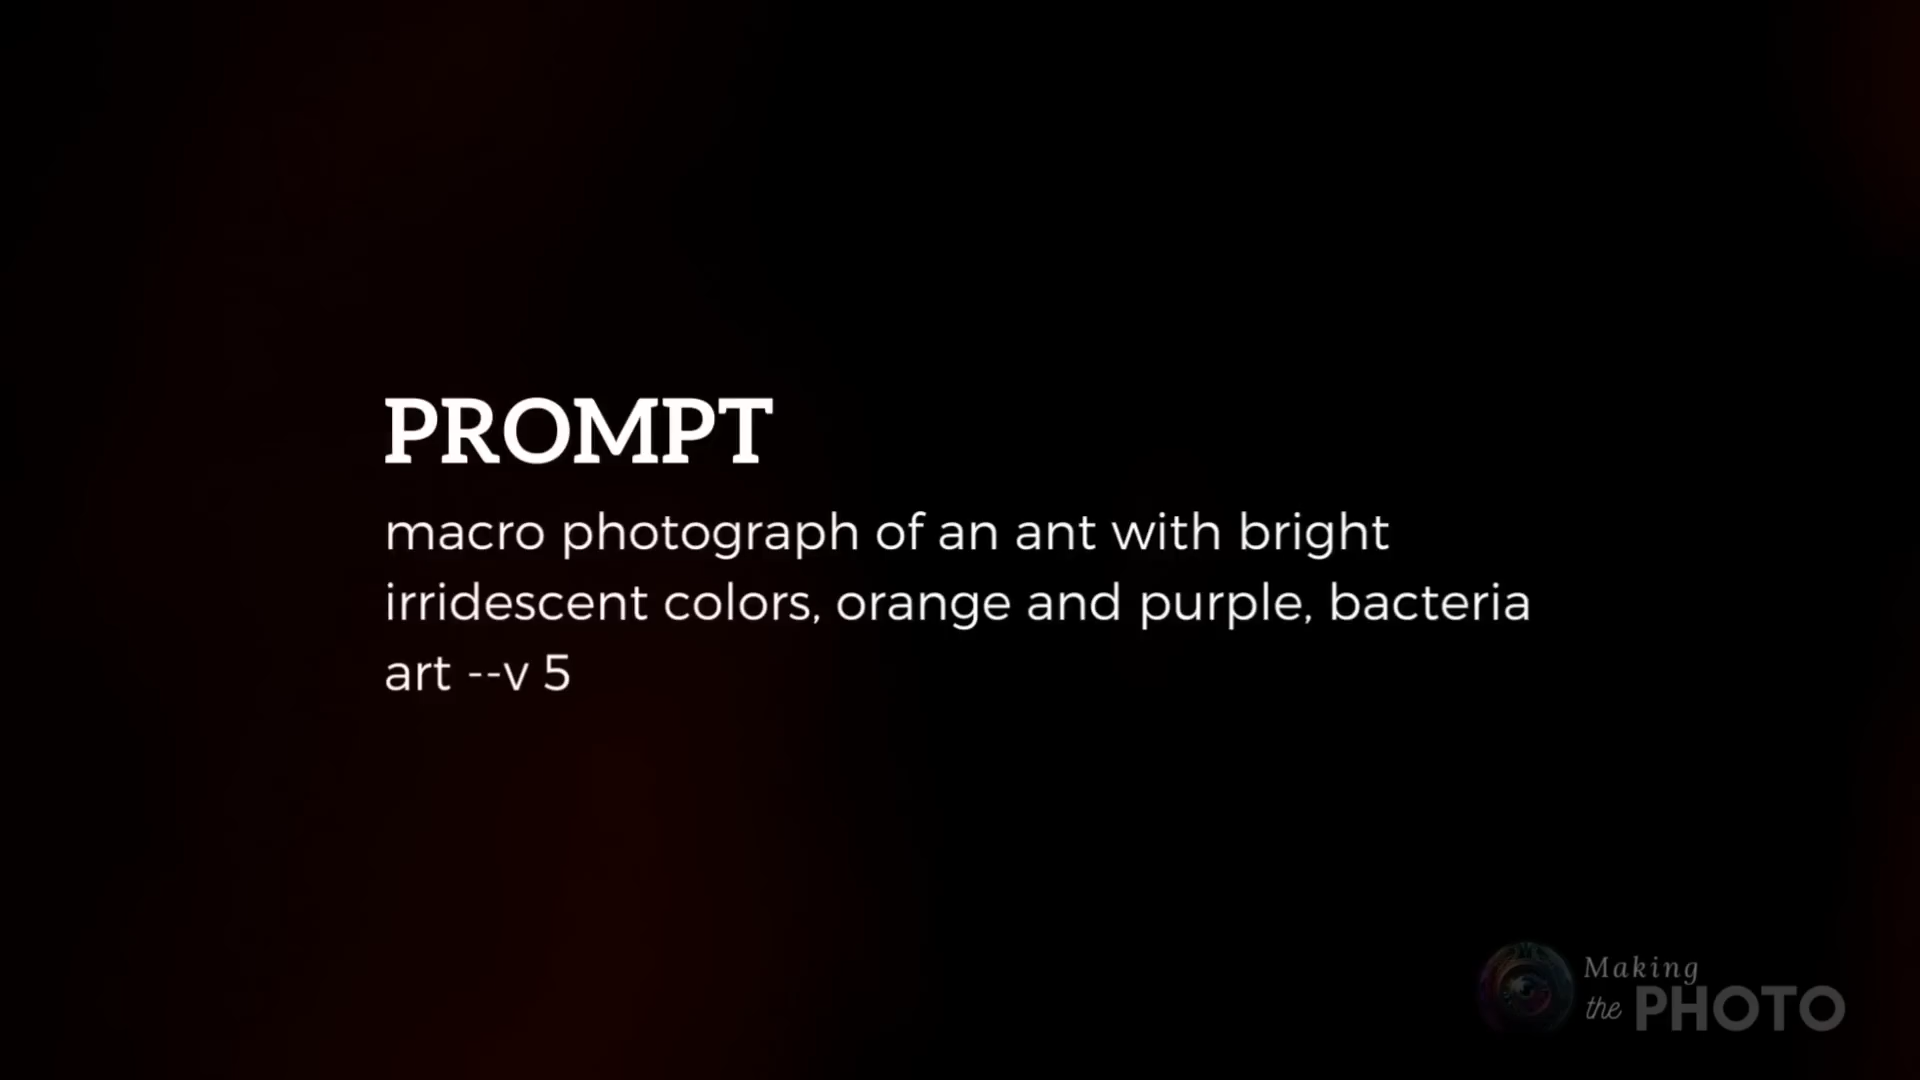 PROMPT
macro photograph of an ant with bright
irridescent colors, orange and purple, bacteria
art --v 5
Making
the PHOTO